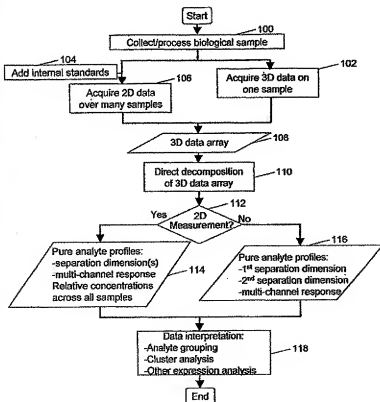 Start
100
Collect/process biological sample
104
Add internal standards
106
Acquire 2D data
over many samples
102
Acquire 3D data on
one sample
108
3D data array
110
Direct decomposition
of 3D data array
112
Yes
2D
Measurement?
No
114
Pure analyte profiles:
-separation dimension(s)
-multi-channel response
Relative concentrations
across all samples
116
Pure analyte profiles:
-1st separation dimension
-2nd separation dimension
-multi-channel response
Data interpretation:
-Analyte grouping
-Cluster analysis
-Other expression analysis
118
End